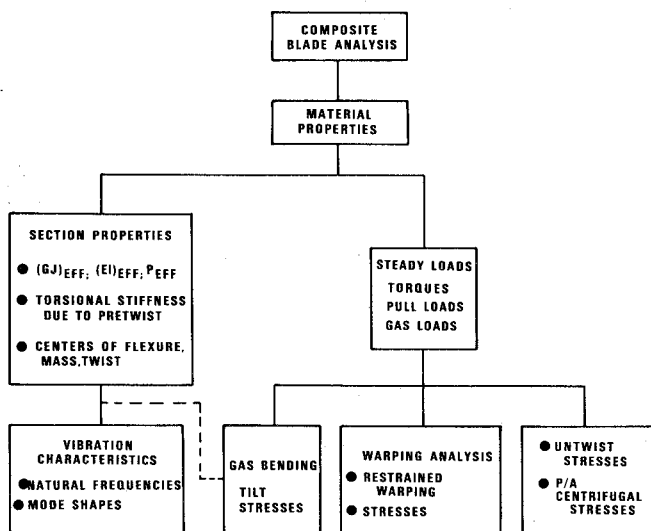 COMPOSITE
BLADE ANALYSIS
MATERIAL
PROPERTIES
SECTION PROPERTIES
● (GJ)EFF; (EI)EFF; PEFF
● TORSIONAL STIFFNESS
DUE TO PRETWIST
● CENTERS OF FLEXURE,
MASS,TWIST
STEADY LOADS
TORQUES
PULL LOADS
GAS LOADS
VIBRATION
CHARACTERISTICS
● NATURAL FREQUENCIES
● MODE SHAPES
GAS BENDING
TILT
STRESSES
WARPING ANALYSIS
● RESTRAINED
WARPING
● STRESSES
● UNTWIST
STRESSES
● P/A
CENTRIFUGAL
STRESSES